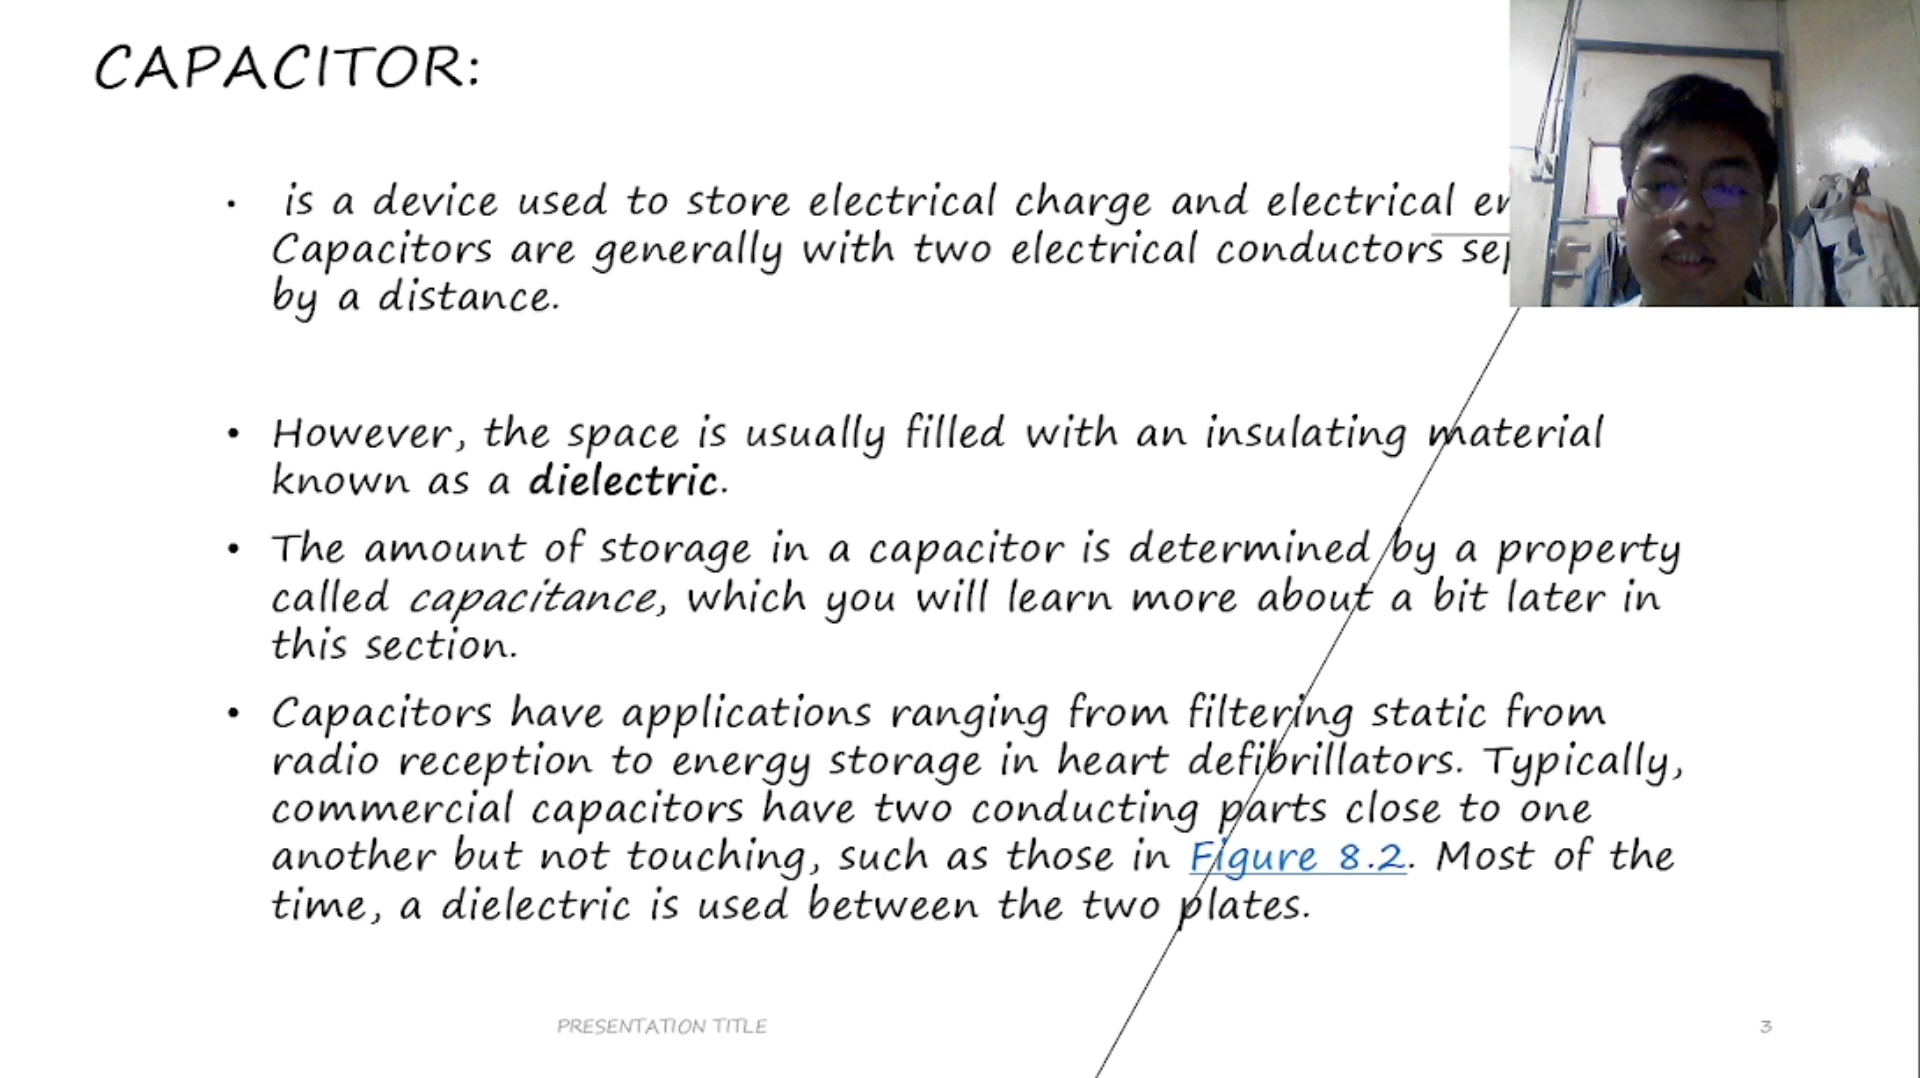 CAPACITOR:
• is a device used to store electrical charge and electrical
Capacitors are generally with two electrical conductors
by a distance.
• However, the space is usually filled with an insulating material
known as a dielectric.
• The amount of storage in a capacitor is determined by a property
called capacitance, which you will learn more about a bit later in
this section.
• Capacitors have applications ranging from filtering static from
radio reception to energy storage in heart defibrillators. Typically,
commercial capacitors have two conducting parts close to one
another but not touching, such as those in Figure 8.2. Most of the
time, a dielectric is used between the two plates.
PRESENTATION TITLE
3